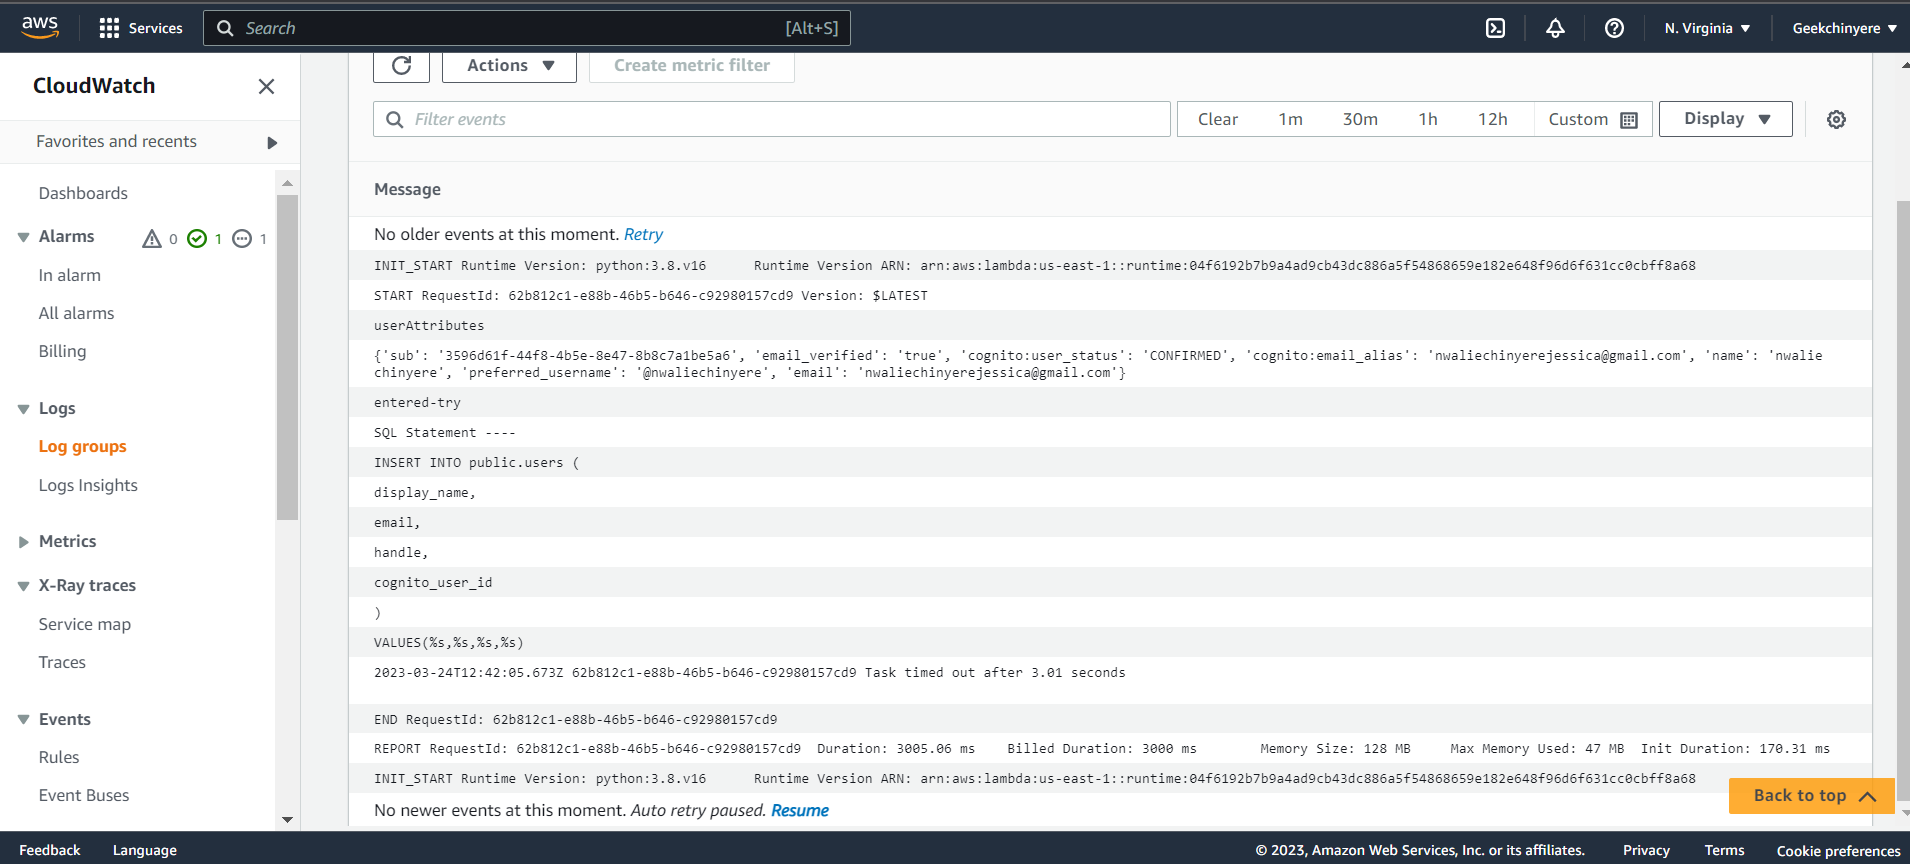 aws
Services
Search
[Alt+S]
N. Virginia
Geekchinyere
CloudWatch
Favorites and recents
Dashboards
Alarms
0
1
1
In alarm
All alarms
Billing
Logs
Log groups
Logs Insights
Metrics
X-Ray traces
Service map
Traces
Events
Rules
Event Buses
Actions
Create metric filter
Filter events
Clear
1m
30m
1h
12h
Custom
Display
Message
No older events at this moment. Retry
INIT_START Runtime Version: python:3.8.v16 Runtime Version ARN: arn:aws:lambda:us-east-1::runtime:04f6192b7b9a4ad9cb43dc886a5f54868659e182e648f96d6f631cc0cbff8a68
START RequestId: 62b812c1-e88b-46b5-b646-c92980157cd9 Version: $LATEST
userAttributes
{'sub': '3596d61f-44f8-4b5e-8e47-8b8c7a1be5a6', 'email_verified': 'true', 'cognito:user_status': 'CONFIRMED', 'cognito:email_alias': 'nwaliechinyerejessica@gmail.com', 'name': 'nwalie
chinyere', 'preferred_username': '@nwaliechinyere', 'email': 'nwaliechinyerejessica@gmail.com'}
entered-try
SQL Statement ----
INSERT INTO public.users (
display_name,
email,
handle,
cognito_user_id
)
VALUES(%s,%s,%s,%s)
2023-03-24T12:42:05.673Z 62b812c1-e88b-46b5-b646-c92980157cd9 Task timed out after 3.01 seconds
END RequestId: 62b812c1-e88b-46b5-b646-c92980157cd9
REPORT RequestId: 62b812c1-e88b-46b5-b646-c92980157cd9 Duration: 3005.06 ms Billed Duration: 3000 ms Memory Size: 128 MB Max Memory Used: 47 MB Init Duration: 170.31 ms
INIT_START Runtime Version: python:3.8.v16 Runtime Version ARN: arn:aws:lambda:us-east-1::runtime:04f6192b7b9a4ad9cb43dc886a5f54868659e182e648f96d6f631cc0cbff8a68
No newer events at this moment. Auto retry paused. Resume
Back to top
Feedback
Language
© 2023, Amazon Web Services, Inc. or its affiliates.
Privacy
Terms
Cookie preferences